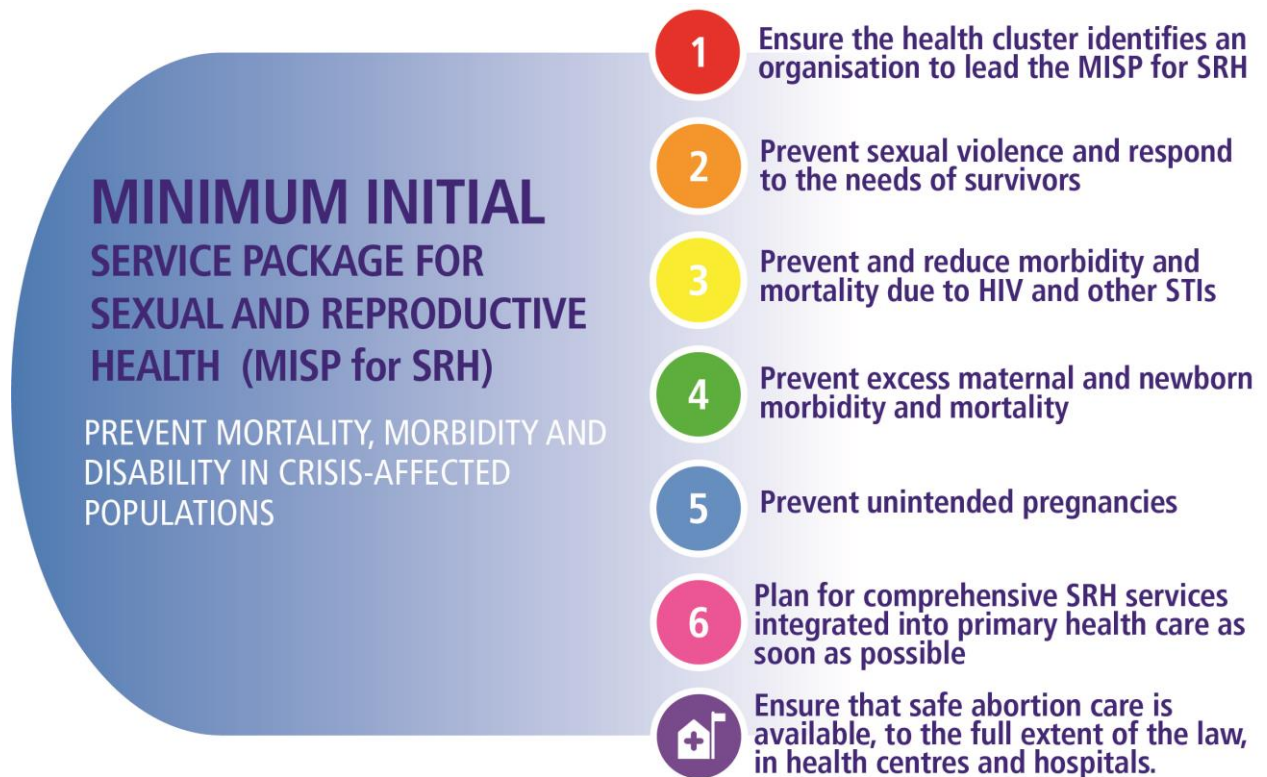 MINIMUM INITIAL
SERVICE PACKAGE FOR
SEXUAL AND REPRODUCTIVE
HEALTH (MISP for SRH)
PREVENT MORTALITY, MORBIDITY AND
DISABILITY IN CRISIS-AFFECTED
POPULATIONS
1
Ensure the health cluster identifies an
organisation to lead the MISP for SRH
2
Prevent sexual violence and respond
to the needs of survivors
3
Prevent and reduce morbidity and
mortality due to HIV and other STIs
4
Prevent excess maternal and newborn
morbidity and mortality
5
Prevent unintended pregnancies
6
Plan for comprehensive SRH services
integrated into primary health care as
soon as possible
Ensure that safe abortion care is
available, to the full extent of the law,
in health centres and hospitals.